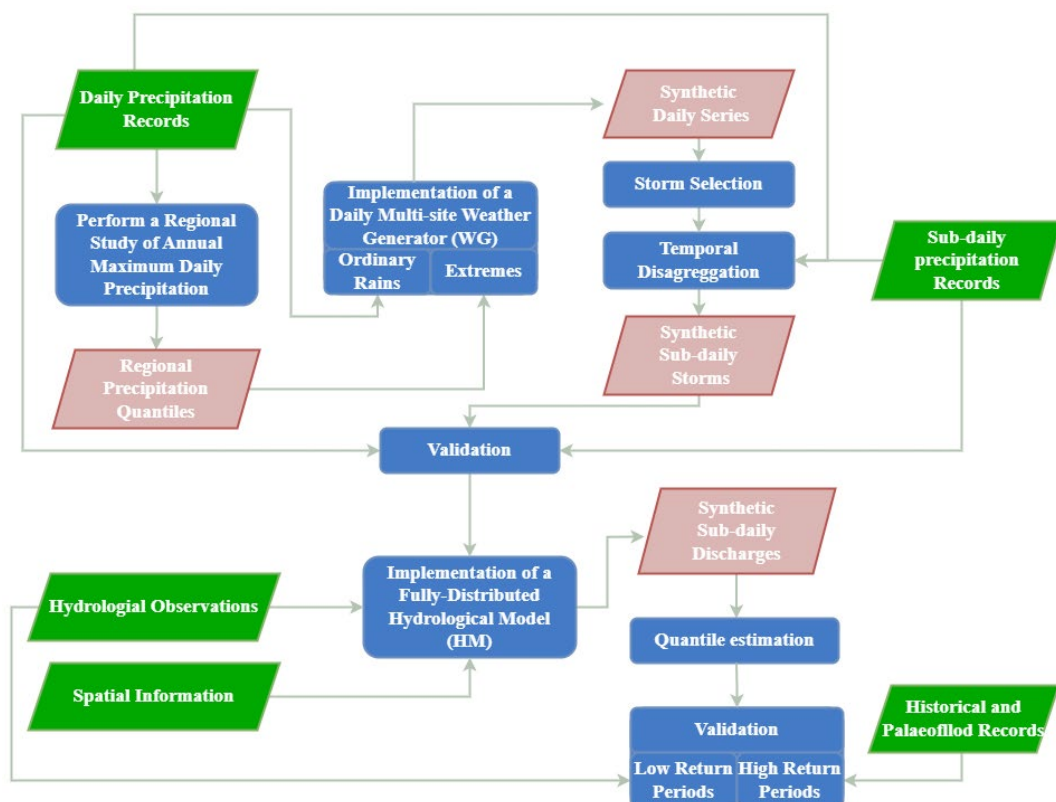 Daily Precipitation
Records
Synthetic
Daily Series
Implementation of a
Daily Multi-site Weather
Generator (WG)
Ordinary
Rains
Extremes
Storm Selection
Perform a Regional
Study of Annual
Maximum Daily
Precipitation
Temporal
Disagreggation
Sub-daily
precipitation
Records
Regional
Precipitation
Quantiles
Synthetic
Sub-daily
Storms
Validation
Synthetic
Sub-daily
Discharges
Implementation of a
Fully-Distributed
Hydrological Model
(HM)
Hydrologial Observations
Quantile estimation
Spatial Information
Validation
Low Return
Periods
High Return
Periods
Historical and
Palaeofllod Records